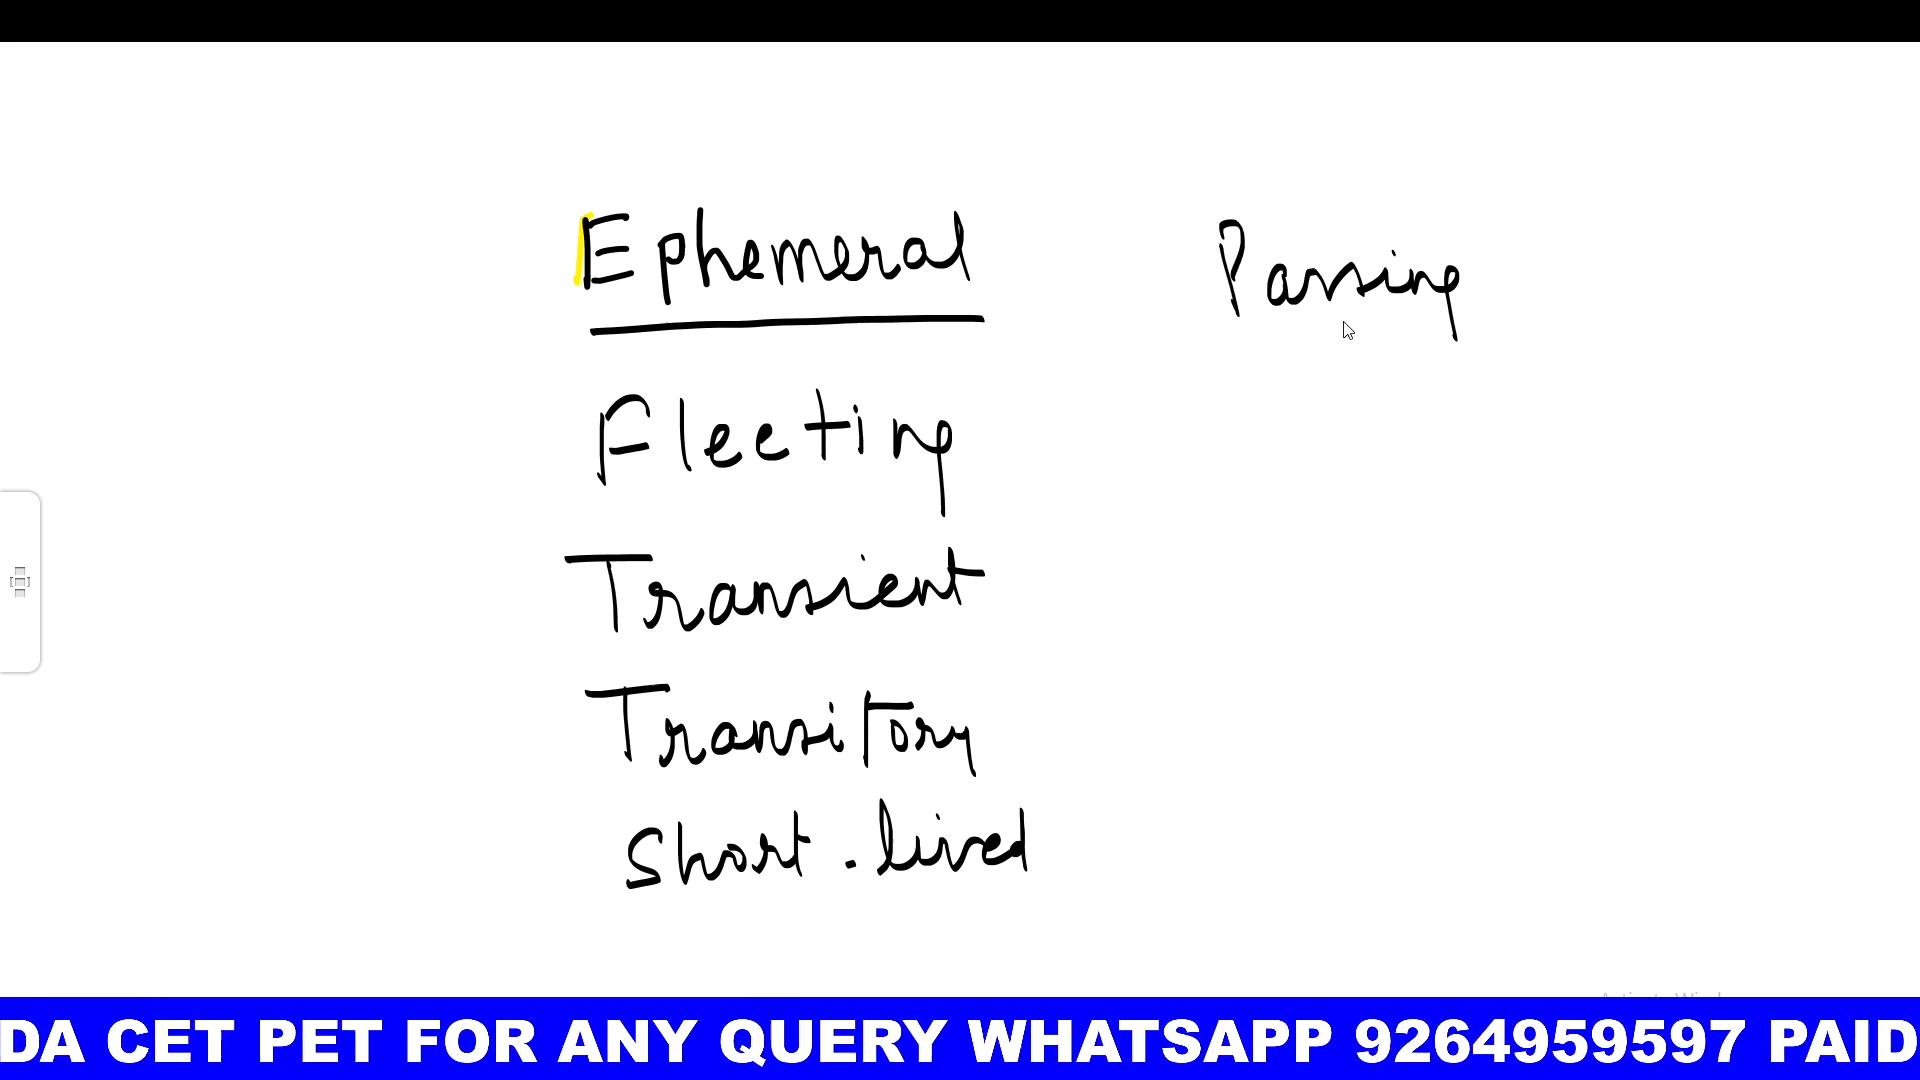 Ephemeral
Passing
Fleeting
Transient
Transitory
Short-lived
DA CET PET FOR ANY QUERY WHATSAPP 9264959597 PAID